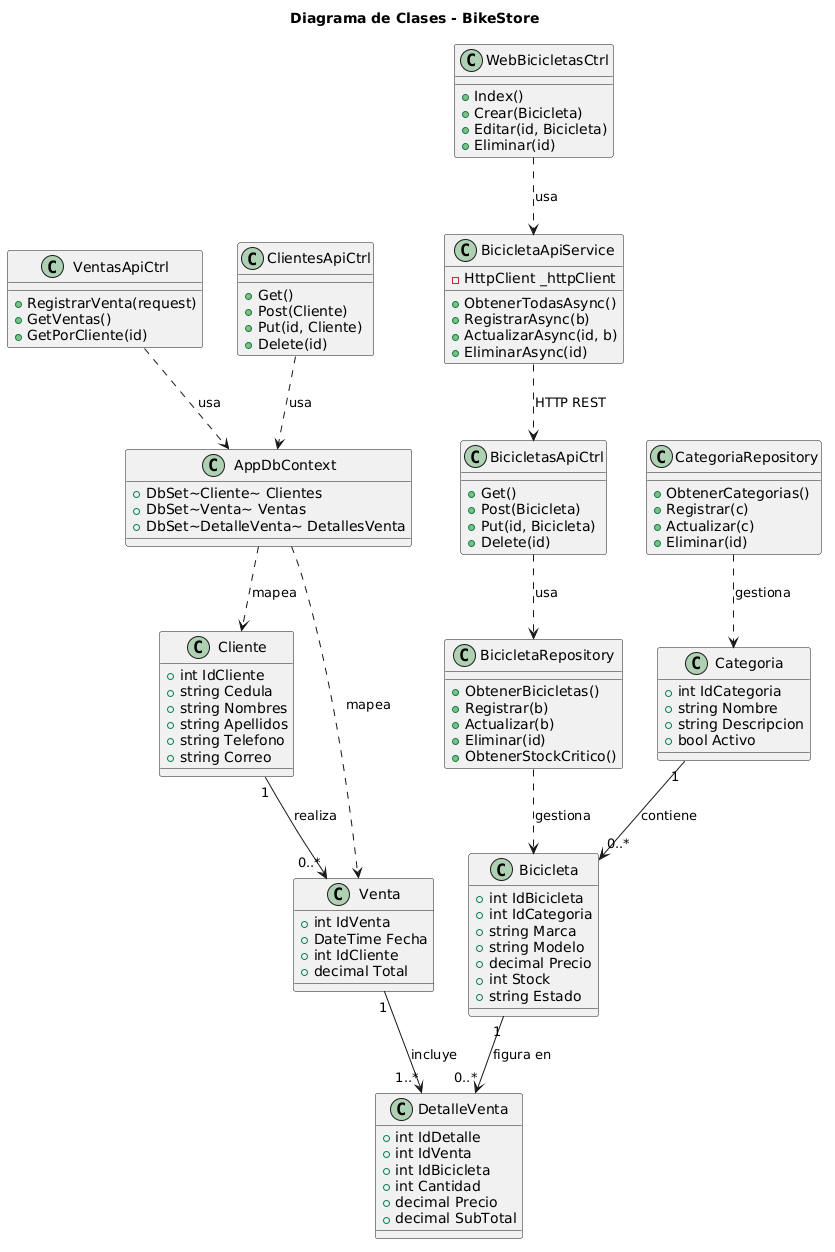 Diagrama de Clases - BikeStore
C WebBicicletasCtrl
Index()
Crear(Bicicleta)
Editar(id, Bicicleta)
Eliminar(id)
usa
C VentasApiCtrl
RegistrarVenta(request)
GetVentas()
GetPorCliente(id)
C ClientesApiCtrl
Get()
Post(Cliente)
Put(id, Cliente)
Delete(id)
C BicicletaApiService
HttpClient _httpClient
ObtenerTodasAsync()
RegistrarAsync(b)
ActualizarAsync(id, b)
EliminarAsync(id)
usa
usa
HTTP REST
C AppDbContext
DbSet~Cliente~ Clientes
DbSet~Venta~ Ventas
DbSet~DetalleVenta~ DetallesVenta
C BicicletasApiCtrl
Get()
Post(Bicicleta)
Put(id, Bicicleta)
Delete(id)
C CategoriaRepository
ObtenerCategorias()
Registrar(c)
Actualizar(c)
Eliminar(id)
mapea
mapea
usa
gestiona
C Cliente
int IdCliente
string Cedula
string Nombres
string Apellidos
string Telefono
string Correo
C BicicletaRepository
ObtenerBicicletas()
Registrar(b)
Actualizar(b)
Eliminar(id)
ObtenerStockCritico()
C Categoria
int IdCategoria
string Nombre
string Descripcion
bool Activo
1
realiza
0..*
gestiona
1
contiene
0..*
C Venta
int IdVenta
DateTime Fecha
int IdCliente
decimal Total
C Bicicleta
int IdBicicleta
int IdCategoria
string Marca
string Modelo
decimal Precio
int Stock
string Estado
1
incluye
1..*
1
figura en
0..*
C DetalleVenta
int IdDetalle
int IdVenta
int IdBicicleta
int Cantidad
decimal Precio
decimal SubTotal